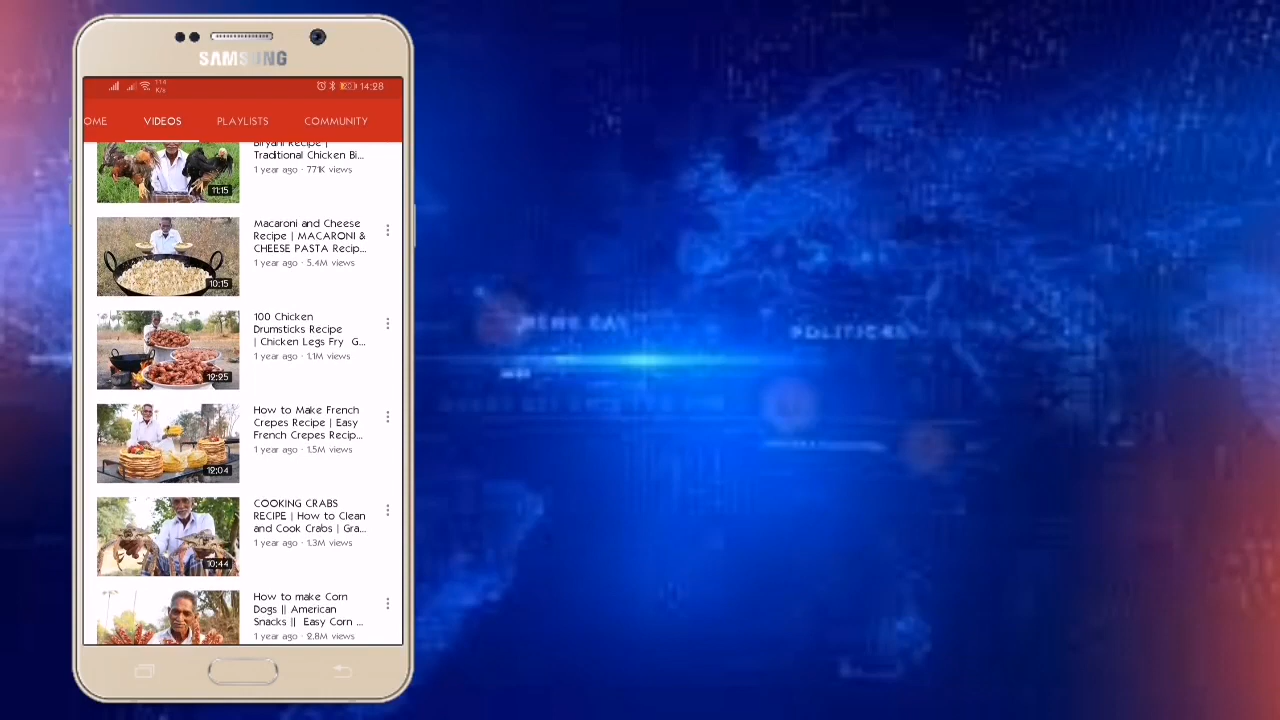 SAMSUNG
K/s
14:28
OME
VIDEOS
PLAYLISTS
COMMUNITY
Biryani Recipe |
Traditional Chicken Bi...
1 year ago · 771K views
11:15
Macaroni and Cheese
Recipe | MACARONI &
CHEESE PASTA Recip...
1 year ago · 5.4M views
10:15
100 Chicken
Drumsticks Recipe
| Chicken Legs Fry G...
1 year ago · 1.1M views
12:25
How to Make French
Crepes Recipe | Easy
French Crepes Recip...
1 year ago · 1.5M views
12:04
COOKING CRABS
RECIPE | How to Clean
and Cook Crabs | Gra...
1 year ago · 1.3M views
10:44
How to make Corn
Dogs || American
Snacks || Easy Corn ...
1 year ago · 2.8M views